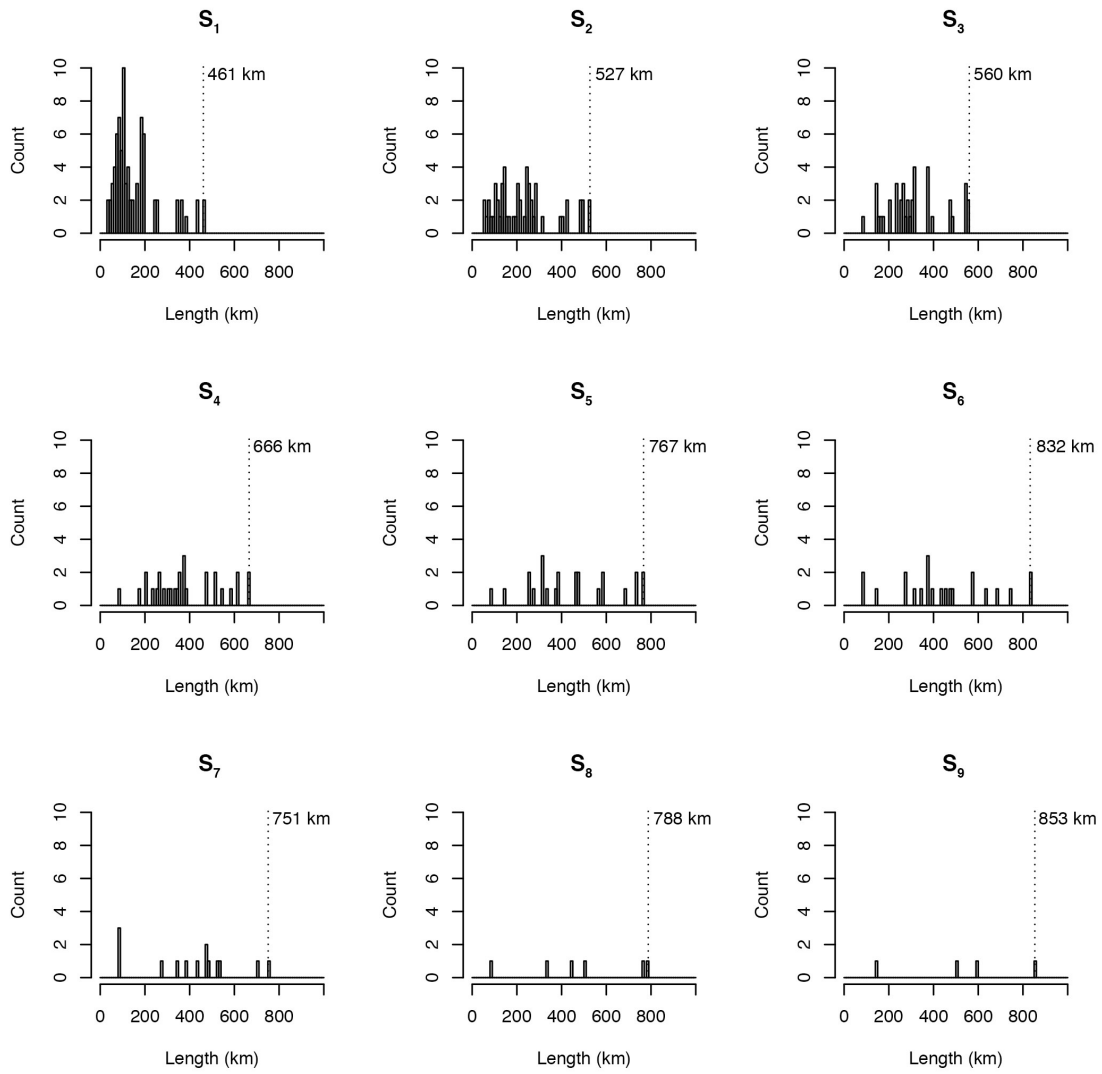 S1
461 km
Count
0 2 4 6 8 10
0 200 400 600 800
Length (km)
S2
527 km
Count
0 2 4 6 8 10
0 200 400 600 800
Length (km)
S3
560 km
Count
0 2 4 6 8 10
0 200 400 600 800
Length (km)
S4
666 km
Count
0 2 4 6 8 10
0 200 400 600 800
Length (km)
S5
767 km
Count
0 2 4 6 8 10
0 200 400 600 800
Length (km)
S6
832 km
Count
0 2 4 6 8 10
0 200 400 600 800
Length (km)
S7
751 km
Count
0 2 4 6 8 10
0 200 400 600 800
Length (km)
S8
788 km
Count
0 2 4 6 8 10
0 200 400 600 800
Length (km)
S9
853 km
Count
0 2 4 6 8 10
0 200 400 600 800
Length (km)